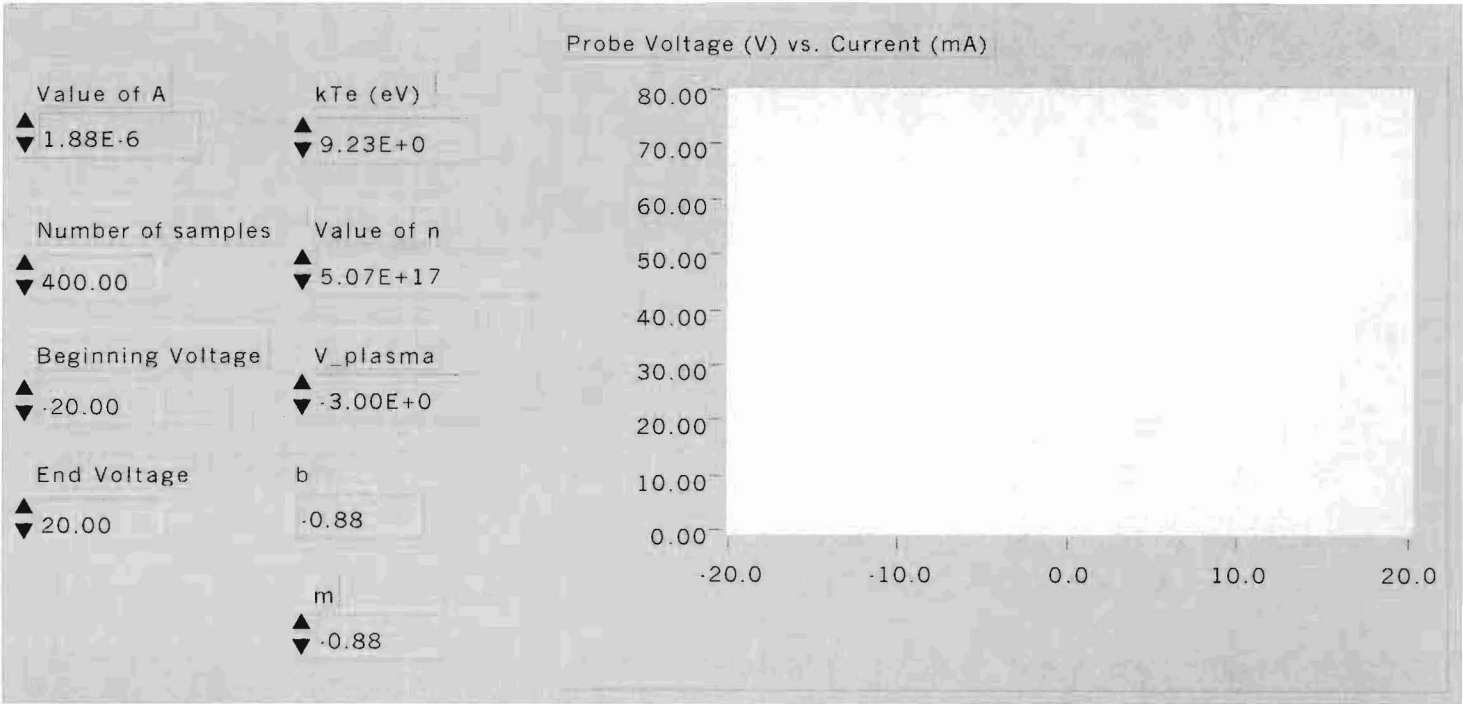 Probe Voltage (V) vs. Current (mA)
Value of A
1.88E-6
kTe (eV)
9.23E+0
Number of samples
400.00
Value of n
5.07E+17
Beginning Voltage
-20.00
V_plasma
-3.00E+0
End Voltage
20.00
b
-0.88
m
-0.88
80.00
70.00
60.00
50.00
40.00
30.00
20.00
10.00
0.00
-20.0 -10.0 0.0 10.0 20.0